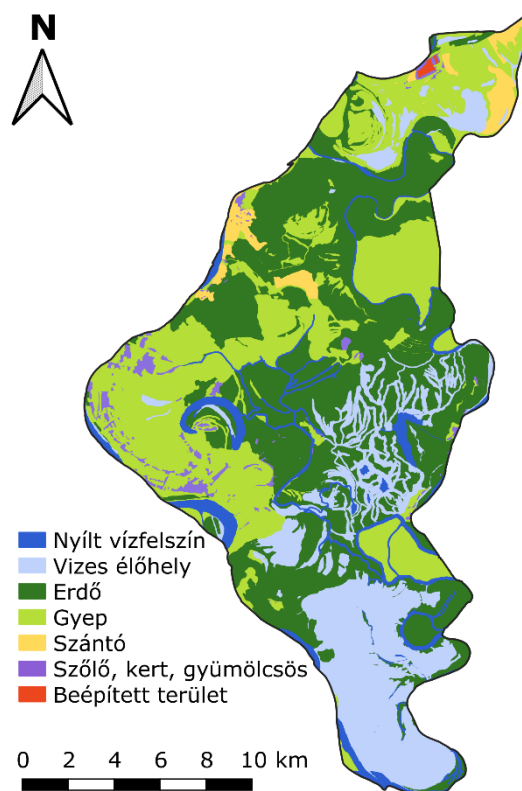 N
Nyílt vízfelszín
Vizes élőhely
Erdő
Gyep
Szántó
Szőlő, kert, gyümölcsös
Beépített terület
0 2 4 6 8 10 km